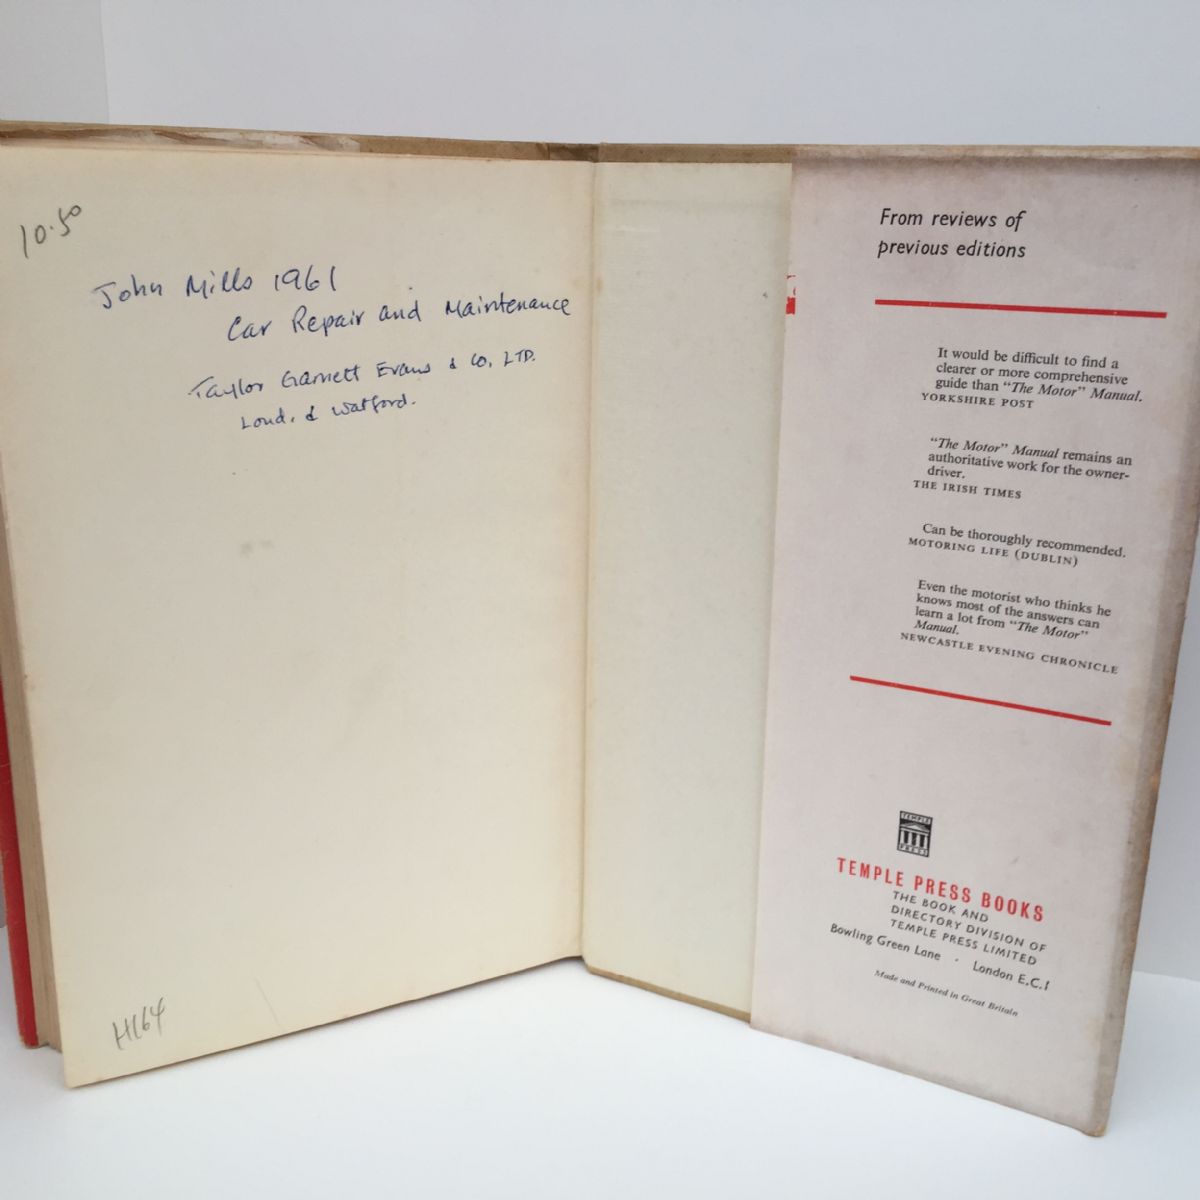 10.50
John Mills 1961
Car Repair and Maintenance
Taylor Garnett Evans & Co. LTD.
Lond. & Watford.
H164
From reviews of
previous editions
It would be difficult to find a
clearer or more comprehensive
guide than "The Motor" Manual.
YORKSHIRE POST
"The Motor" Manual remains an
authoritative work for the owner-
driver.
THE IRISH TIMES
Can be thoroughly recommended.
MOTORING LIFE (DUBLIN)
Even the motorist who thinks he
knows most of the answers can
learn a lot from "The Motor"
Manual.
NEWCASTLE EVENING CHRONICLE
TEMPLE
PRESS
TEMPLE PRESS BOOKS
THE BOOK AND
DIRECTORY DIVISION OF
TEMPLE PRESS LIMITED
Bowling Green Lane · London E.C.1
Made and Printed in Great Britain